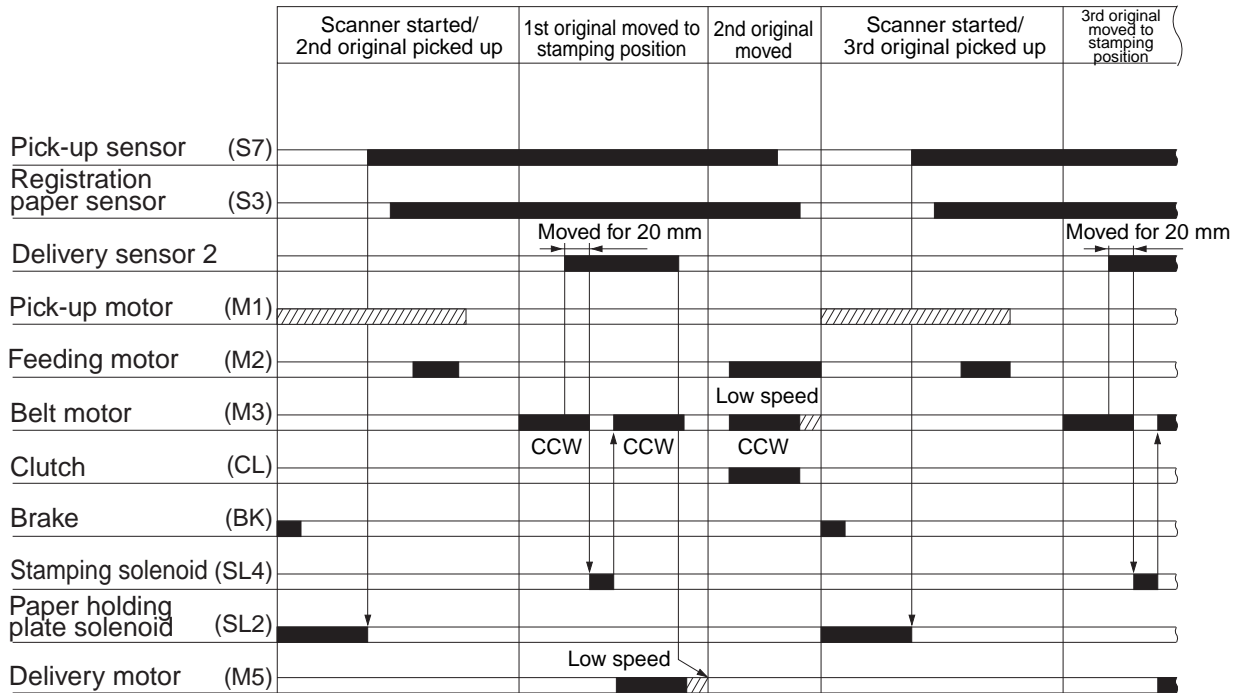 Scanner started/
2nd original picked up
1st original moved to
stamping position
2nd original
moved
Scanner started/
3rd original picked up
3rd original
moved to
stamping
position
Pick-up sensor (S7)
Registration
paper sensor (S3)
Moved for 20 mm
Moved for 20 mm
Delivery sensor 2
Pick-up motor (M1)
Feeding motor (M2)
Low speed
Belt motor (M3)
CCW CCW CCW
Clutch (CL)
Brake (BK)
Stamping solenoid (SL4)
Paper holding
plate solenoid (SL2)
Low speed
Delivery motor (M5)